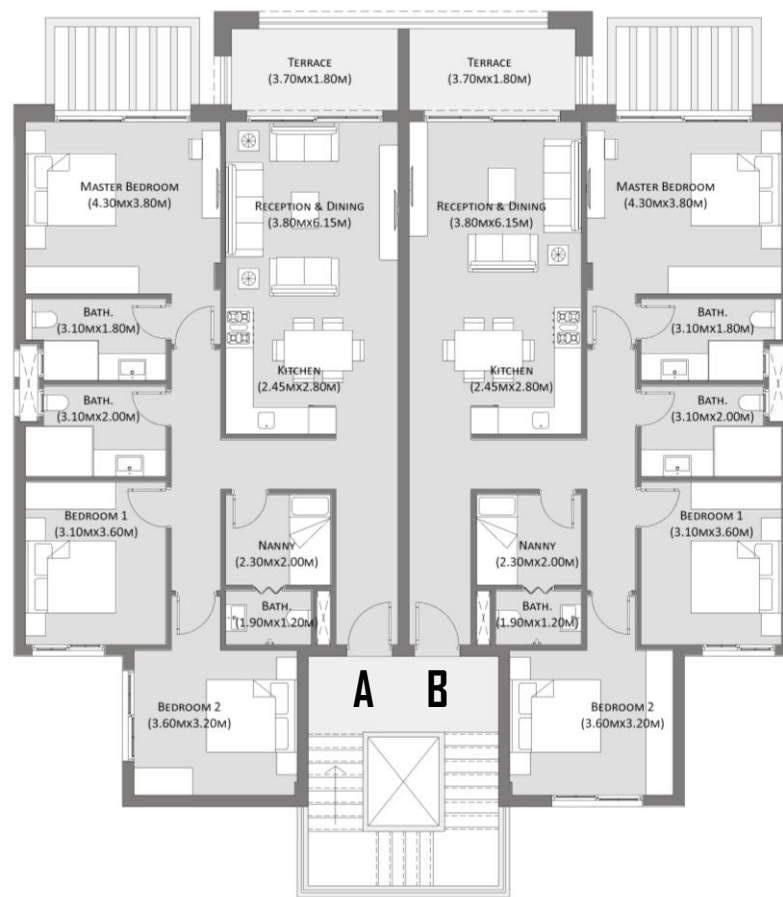 Terrace
(3.70mx1.80m)
Terrace
(3.70mx1.80m)
Master Bedroom
(4.30mx3.80m)
Reception & Dining
(3.80mx6.15m)
Reception & Dining
(3.80mx6.15m)
Master Bedroom
(4.30mx3.80m)
Bath.
(3.10mx1.80m)
Bath.
(3.10mx1.80m)
Kitchen
(2.45mx2.80m)
Kitchen
(2.45mx2.80m)
Bath.
(3.10mx2.00m)
Bath.
(3.10mx2.00m)
Bedroom 1
(3.10mx3.60m)
Nanny
(2.30mx2.00m)
Nanny
(2.30mx2.00m)
Bedroom 1
(3.10mx3.60m)
Bath.
(1.90mx1.20m)
Bath.
(1.90mx1.20m)
A B
Bedroom 2
(3.60mx3.20m)
Bedroom 2
(3.60mx3.20m)